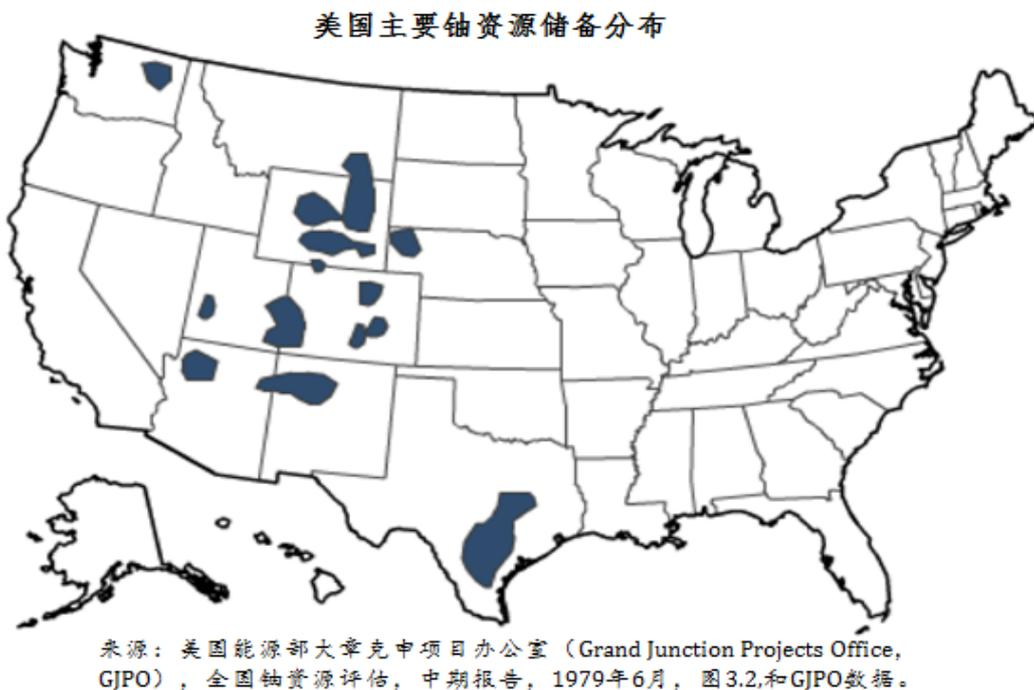 美国主要铀资源储备分布
来源：美国能源部大章克申项目办公室（Grand Junction Projects Office,
GJPO），全国铀资源评估，中期报告，1979年6月，图3.2,和GJPO数据。